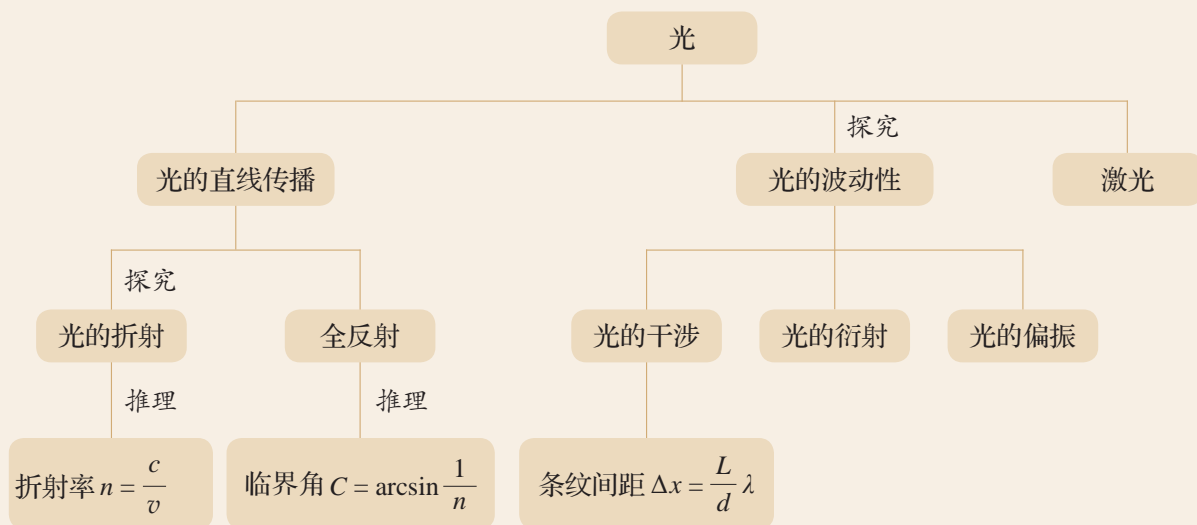 光
探究
光的直线传播
光的波动性
激光
探究
光的折射
全反射
光的干涉
光的衍射
光的偏振
推理
推理
折射率 n = c/v
临界角 C = arcsin 1/n
条纹间距 Δx = L/d λ